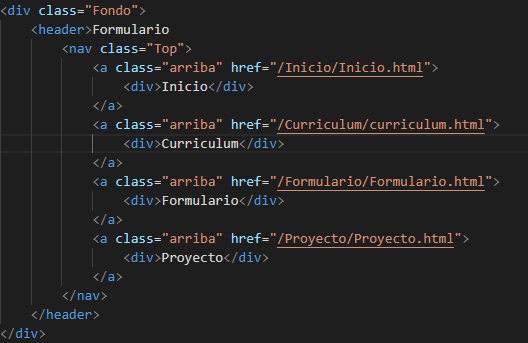 <div class="Fondo">
<header>Formulario
<nav class="Top">
<a class="arriba" href="/Inicio/Inicio.html">
<div>Inicio</div>
</a>
<a class="arriba" href="/Curriculum/curriculum.html">
<div>Curriculum</div>
</a>
<a class="arriba" href="/Formulario/Formulario.html">
<div>Formulario</div>
</a>
<a class="arriba" href="/Proyecto/Proyecto.html">
<div>Proyecto</div>
</a>
</nav>
</header>
</div>